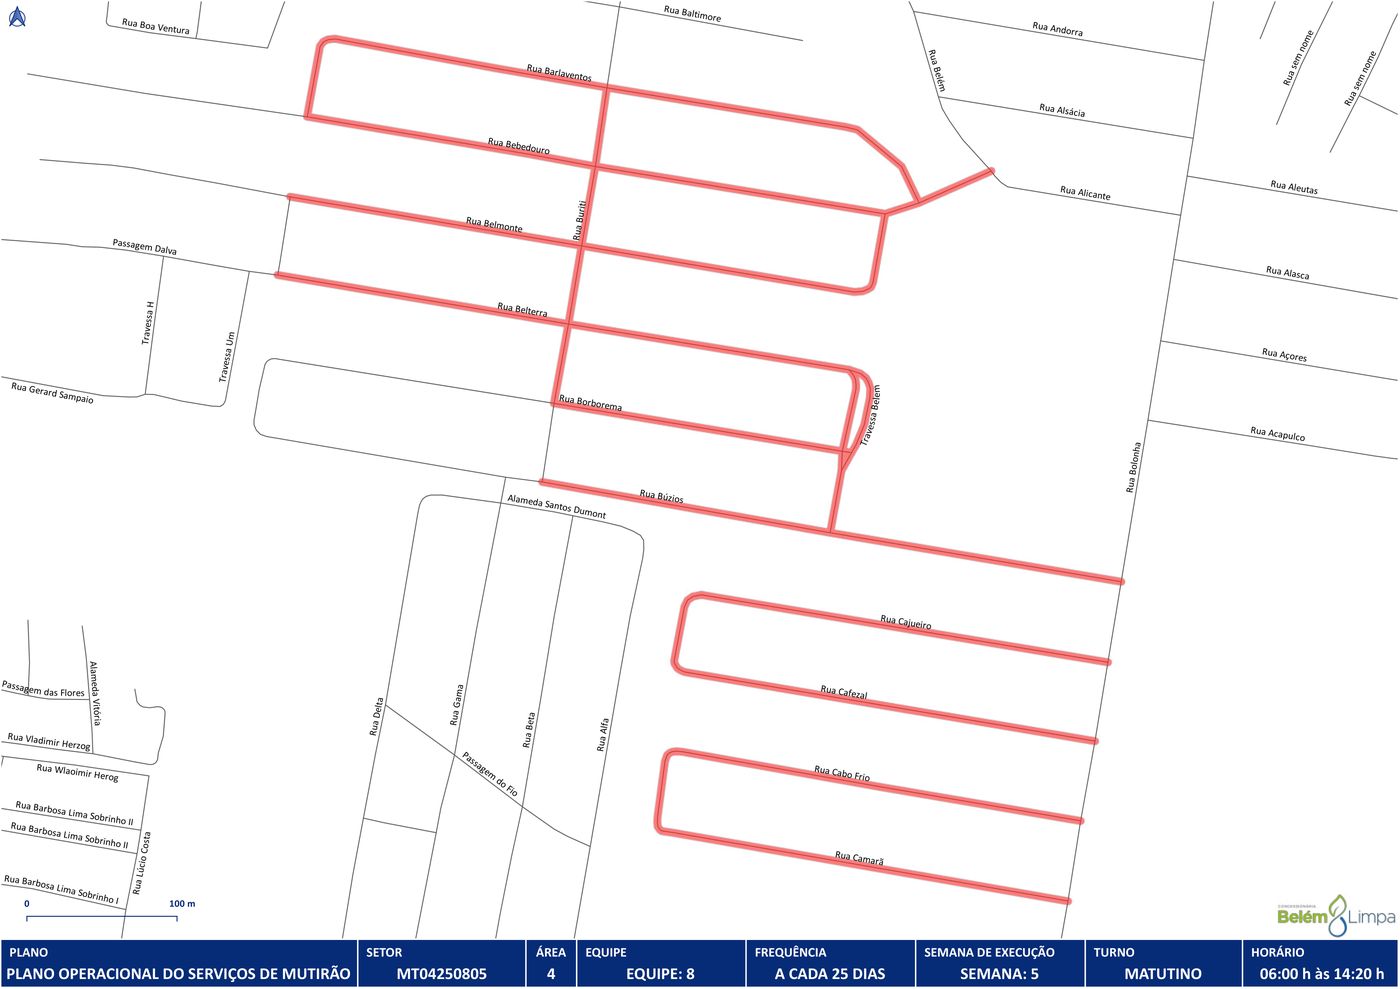 Rua Boa Ventura
Rua Baltimore
Rua Andorra
Rua sem nome
Rua sem nome
Rua Belém
Rua Barlaventos
Rua Alsácia
Rua Bebedouro
Rua Alicante
Rua Aleutas
Rua Buriti
Rua Belmonte
Passagem Dalva
Rua Alasca
Travessa H
Rua Belterra
Travessa Um
Rua Açores
Rua Gerard Sampaio
Rua Borborema
Travessa Belém
Rua Acapulco
Rua Bolonha
Rua Búzios
Alameda Santos Dumont
Rua Cajueiro
Passagem das Flores
Alameda Vitória
Rua Cafezal
Rua Delta
Rua Gama
Rua Beta
Rua Alfa
Rua Vladimir Herzog
Rua Wlaoimir Herog
Passagem do Fio
Rua Cabo Frio
Rua Barbosa Lima Sobrinho II
Rua Barbosa Lima Sobrinho II
Rua Lúcio Costa
Rua Camarã
Rua Barbosa Lima Sobrinho I
0 100 m
CONCESSIONÁRIA
Belém Limpa
PLANO
PLANO OPERACIONAL DO SERVIÇOS DE MUTIRÃO
SETOR
MT04250805
ÁREA
4
EQUIPE
EQUIPE: 8
FREQUÊNCIA
A CADA 25 DIAS
SEMANA DE EXECUÇÃO
SEMANA: 5
TURNO
MATUTINO
HORÁRIO
06:00 h às 14:20 h